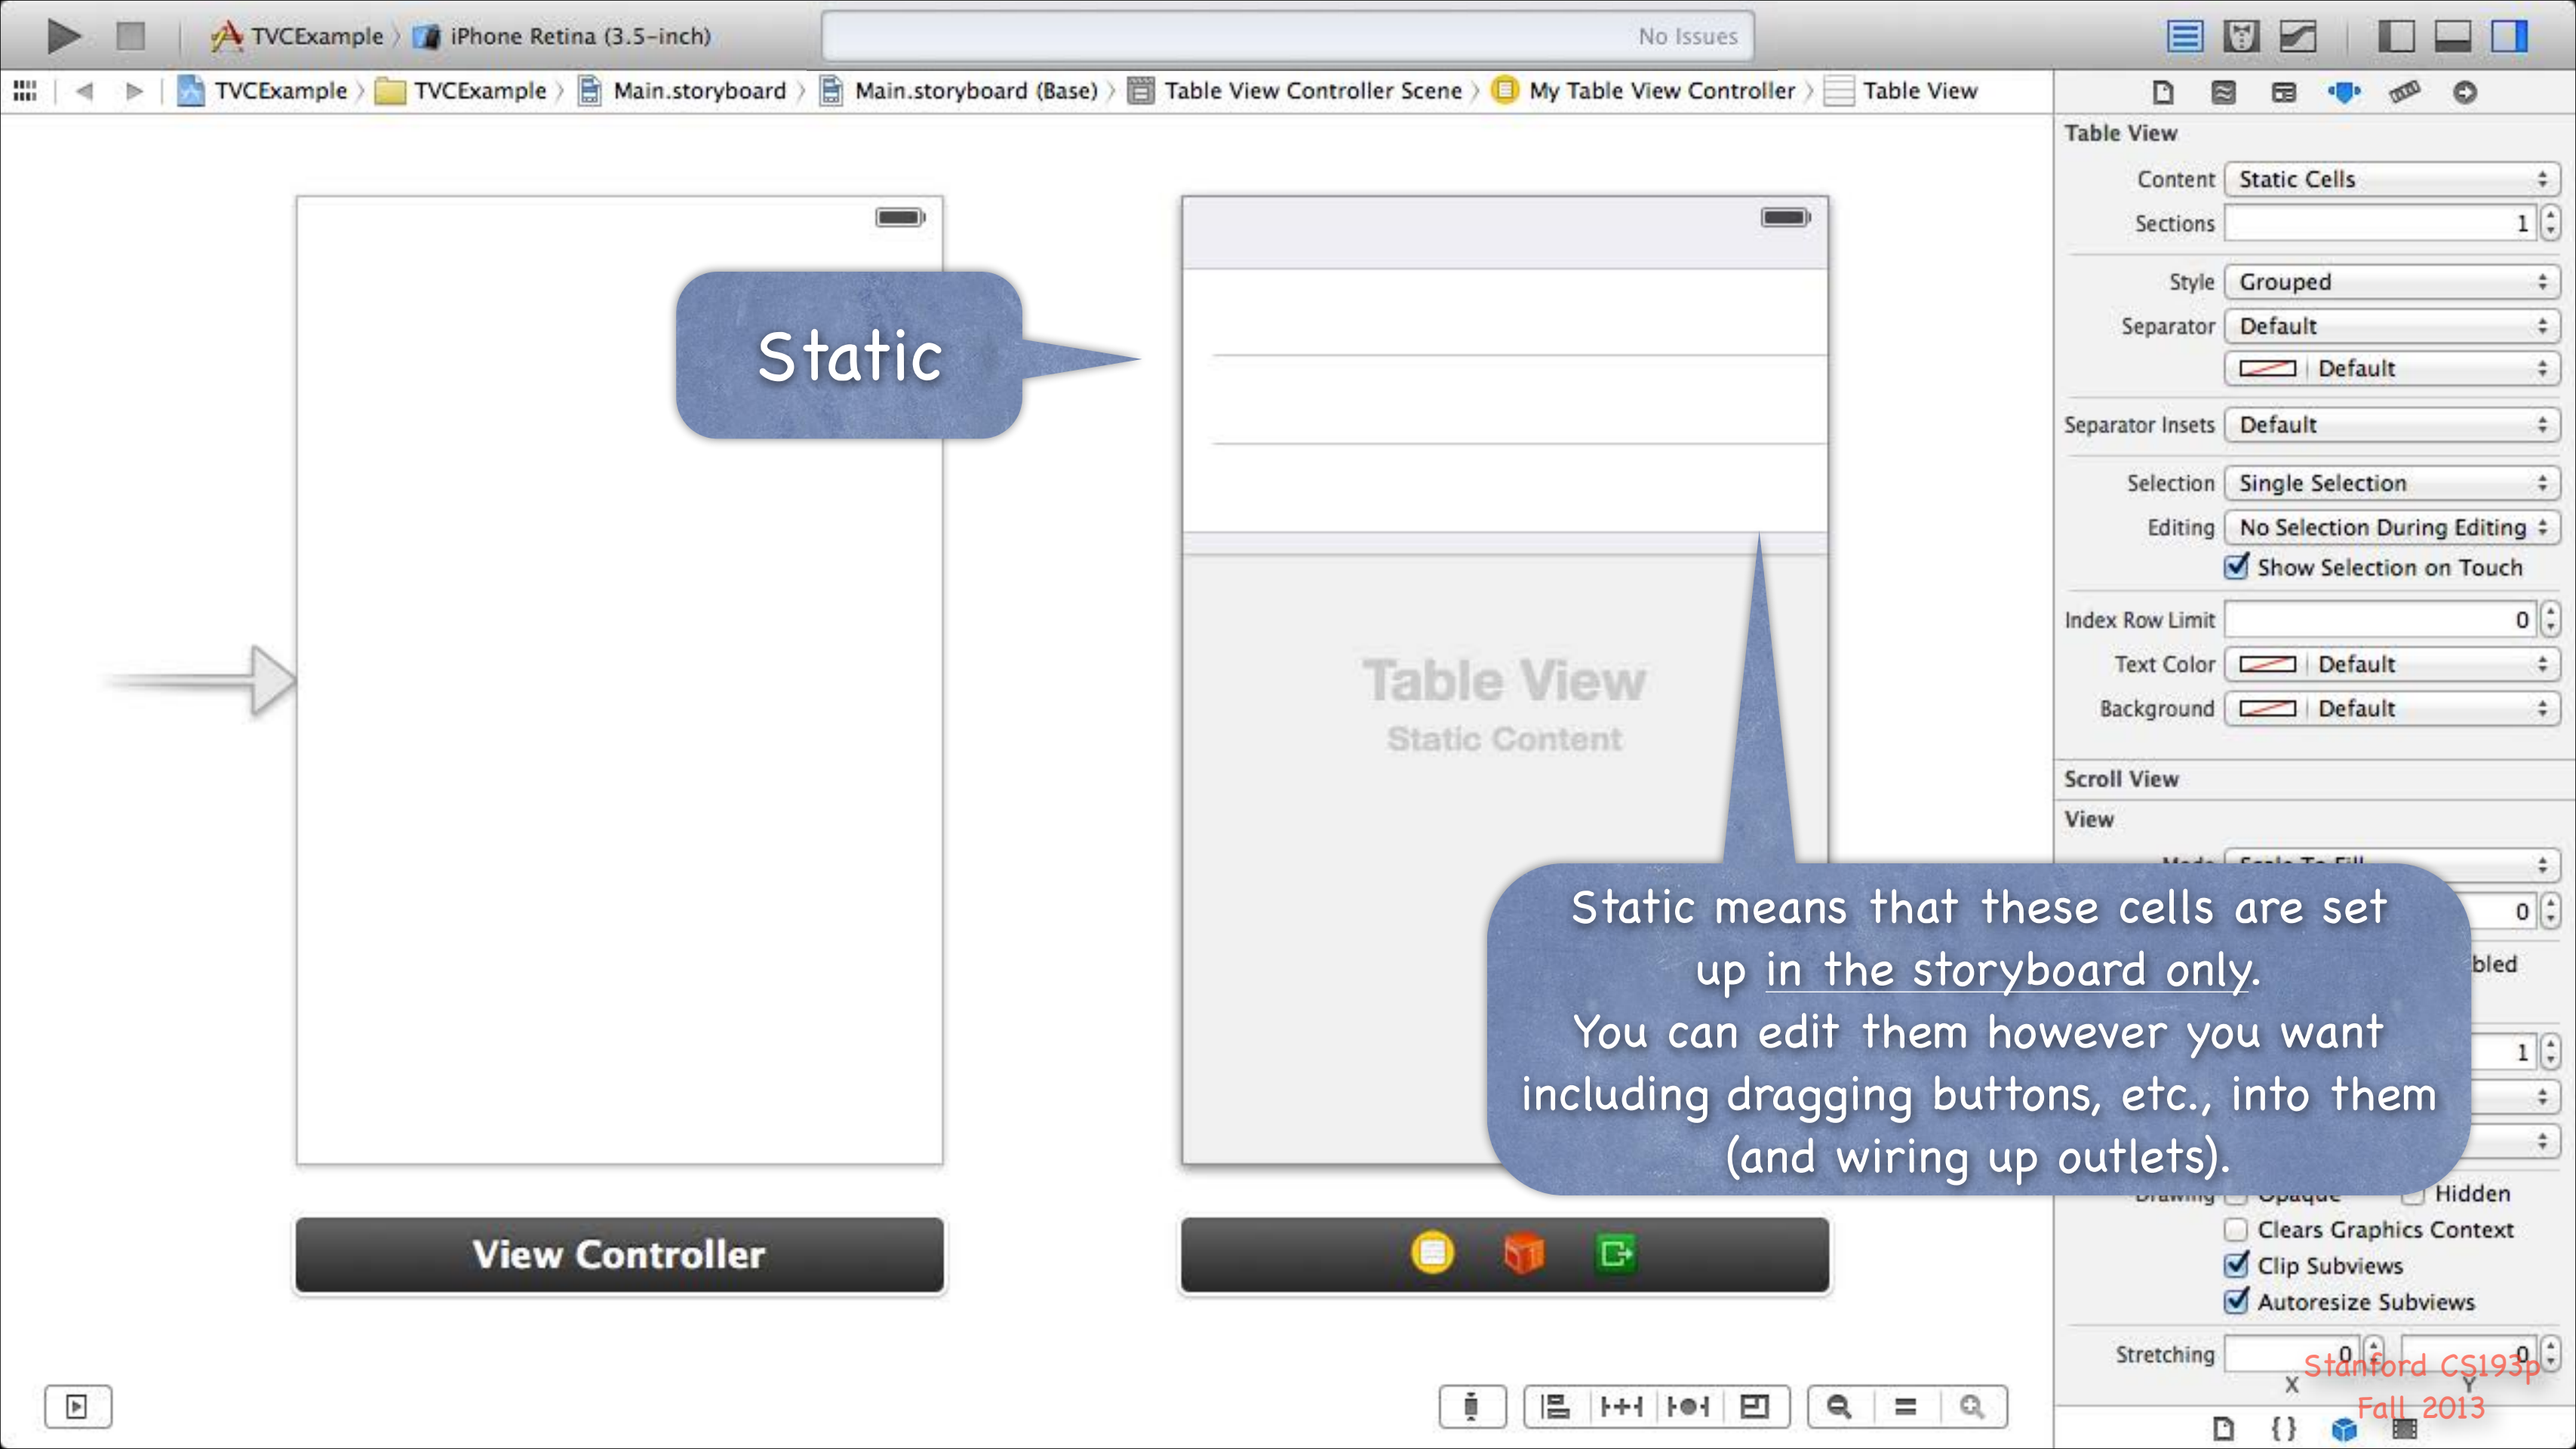 TVCExample
iPhone Retina (3.5-inch)
No Issues
TVCExample
TVCExample
Main.storyboard
Main.storyboard (Base)
Table View Controller Scene
My Table View Controller
Table View
Static
Table View
Static Content
Static means that these cells are set
up in the storyboard only.
You can edit them however you want
including dragging buttons, etc., into them
(and wiring up outlets).
View Controller
Table View
Content Static Cells
Sections 1
Style Grouped
Separator Default
Default
Separator Insets Default
Selection Single Selection
Editing No Selection During Editing
Show Selection on Touch
Index Row Limit 0
Text Color Default
Background Default
Scroll View
View
0
1
Hidden
Clears Graphics Context
Clip Subviews
Autoresize Subviews
Stretching 0 0
X Y
Stanford CS193p
Fall 2013